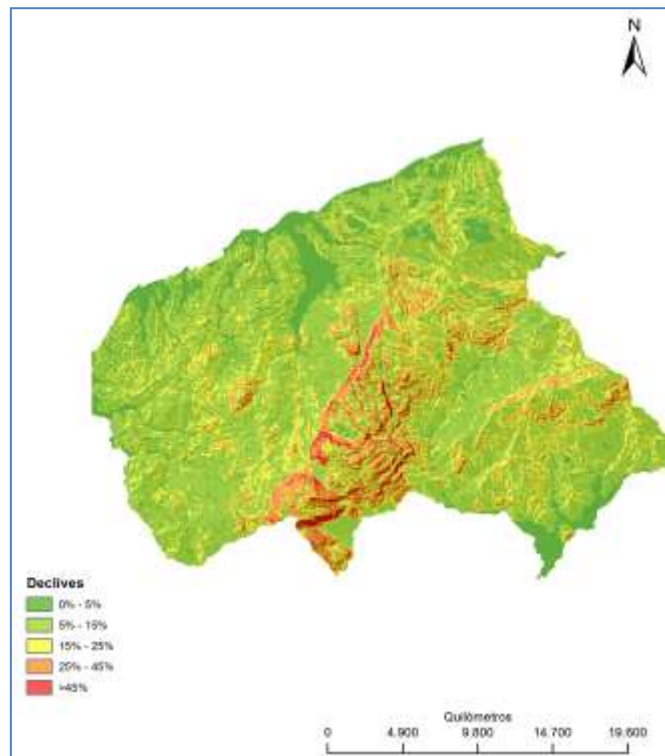 N
Declives
0% - 5%
5% - 15%
15% - 25%
25% - 45%
>45%
Quilómetros
0 4.900 9.800 14.700 19.600